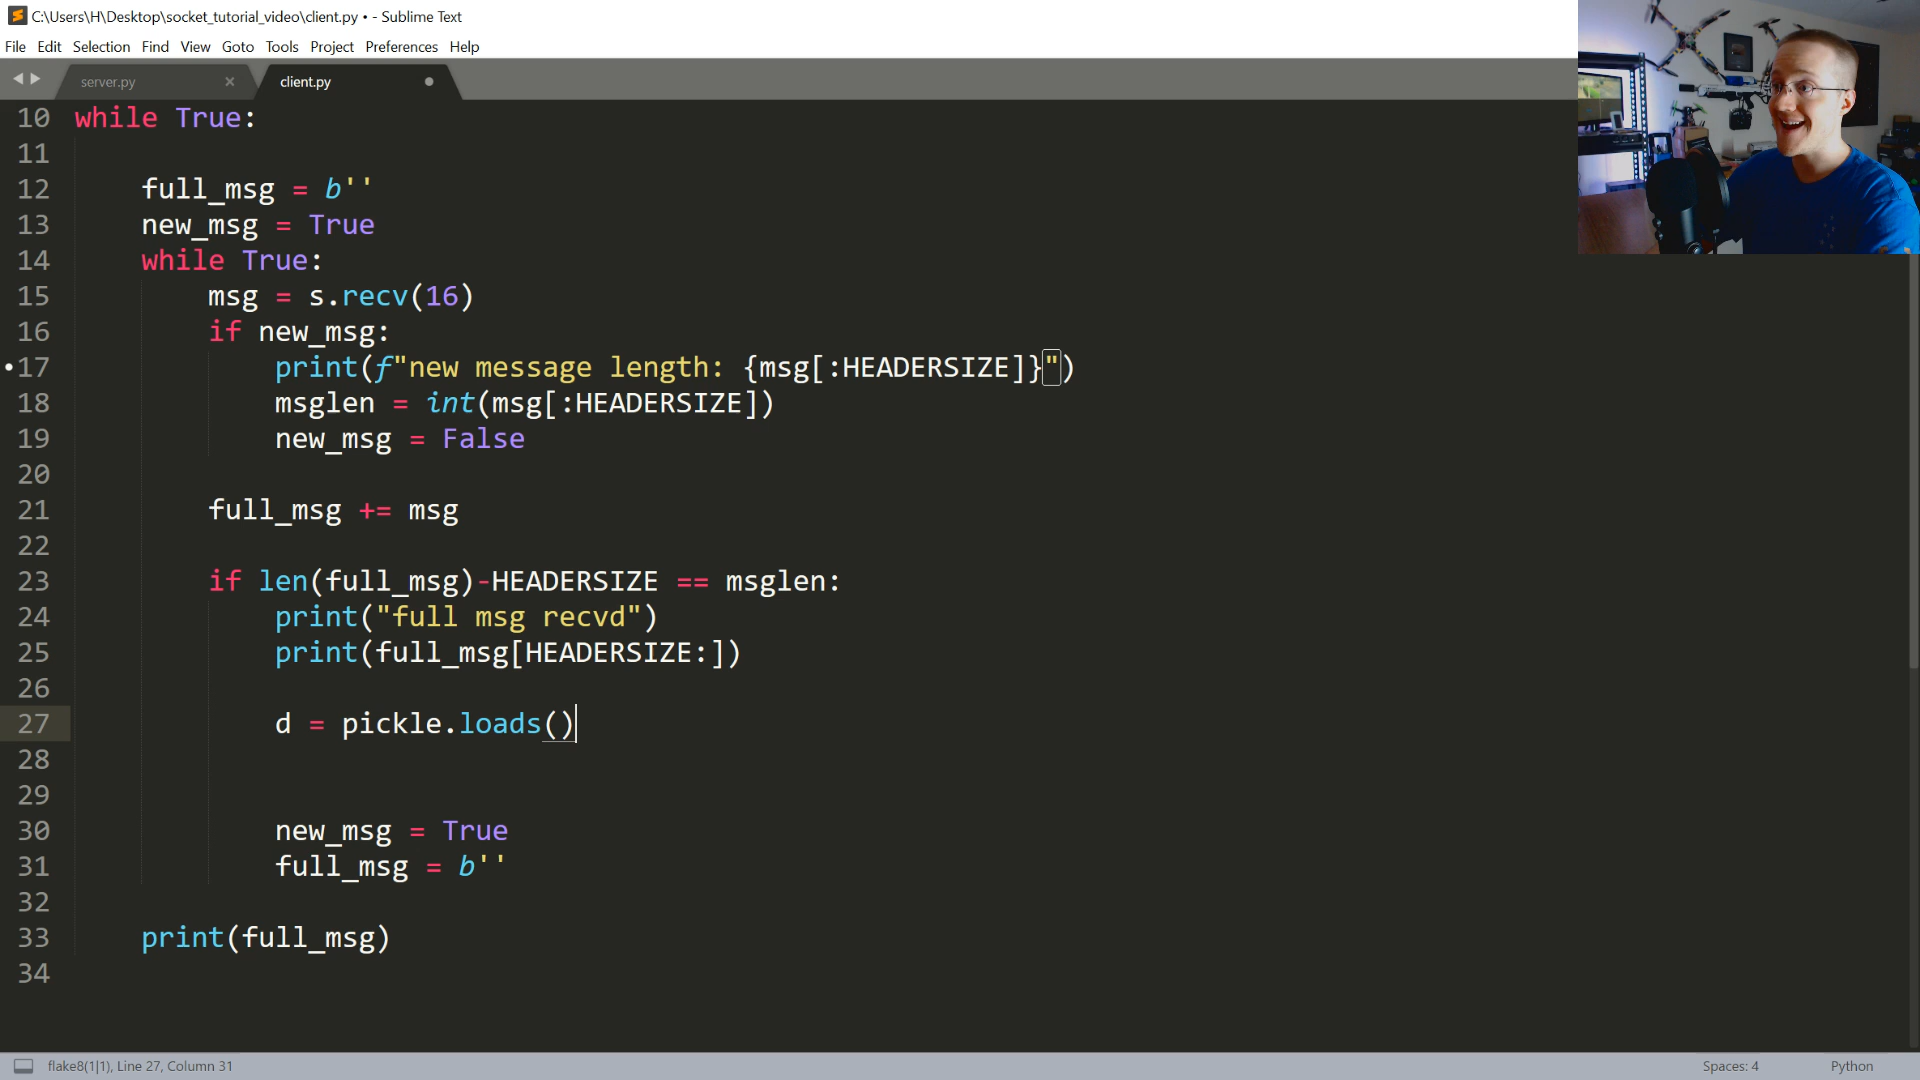 C:\Users\H\Desktop\socket_tutorial_video\client.py • - Sublime Text
File Edit Selection Find View Goto Tools Project Preferences Help
server.py × client.py
10 while True:
11
12     full_msg = b''
13     new_msg = True
14     while True:
15         msg = s.recv(16)
16         if new_msg:
17             print(f"new message length: {msg[:HEADERSIZE]}")
18             msglen = int(msg[:HEADERSIZE])
19             new_msg = False
20
21         full_msg += msg
22
23         if len(full_msg)-HEADERSIZE == msglen:
24             print("full msg recvd")
25             print(full_msg[HEADERSIZE:])
26
27             d = pickle.loads()
28
29
30             new_msg = True
31             full_msg = b''
32
33     print(full_msg)
34
flake8(1|1), Line 27, Column 31 Spaces: 4 Python